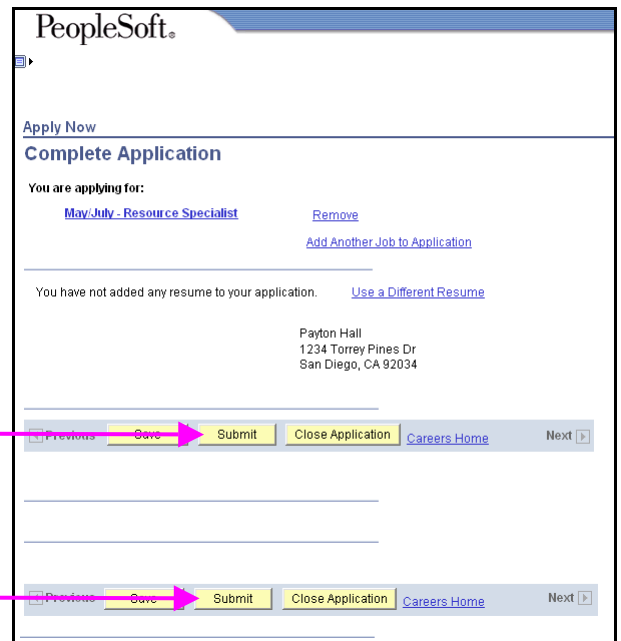 PeopleSoft®
Apply Now
Complete Application
You are applying for:
May/July - Resource Specialist Remove
Add Another Job to Application
You have not added any resume to your application. Use a Different Resume
Payton Hall
1234 Torrey Pines Dr
San Diego, CA 92034
Previous Save Submit Close Application Careers Home Next
Previous Save Submit Close Application Careers Home Next